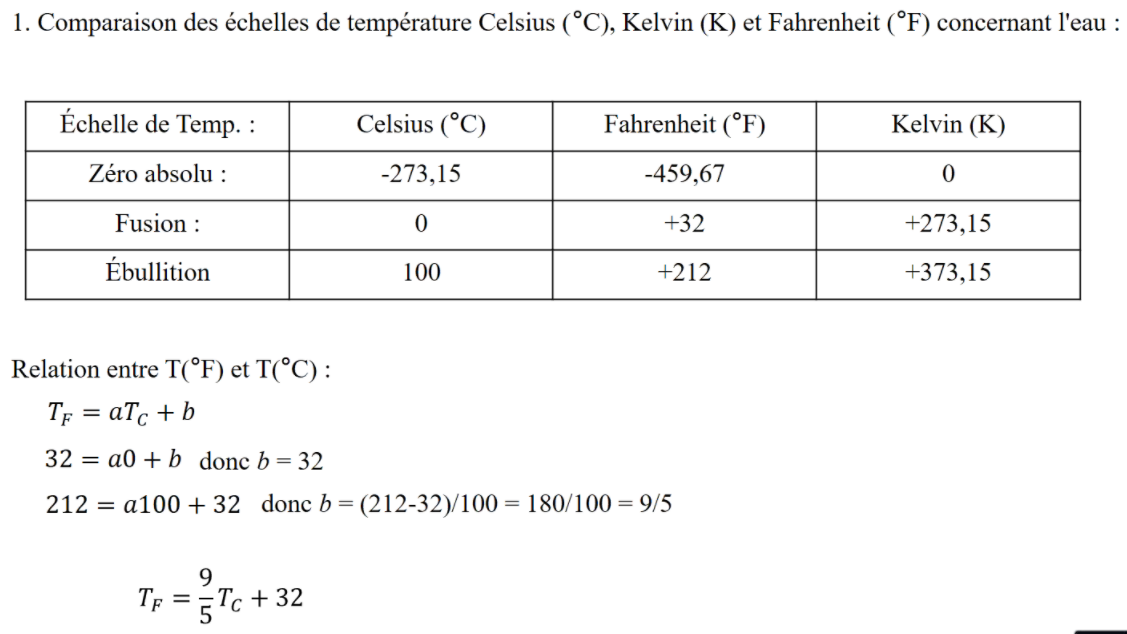 1. Comparaison des échelles de température Celsius (°C), Kelvin (K) et Fahrenheit (°F) concernant l'eau :
Échelle de Temp. : Celsius (°C) Fahrenheit (°F) Kelvin (K)
Zéro absolu : -273,15 -459,67 0
Fusion : 0 +32 +273,15
Ébullition 100 +212 +373,15
Relation entre T(°F) et T(°C) :
T_F = aT_C + b
32 = a0 + b donc b = 32
212 = a100 + 32 donc b = (212-32)/100 = 180/100 = 9/5
T_F = 9/5 T_C + 32